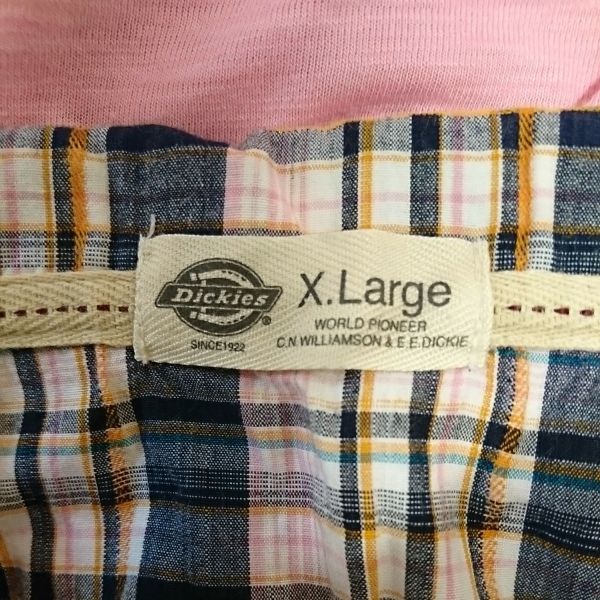 Dickies®
SINCE1922
X.Large
WORLD PIONEER
C.N.WILLIAMSON & E.E.DICKIE